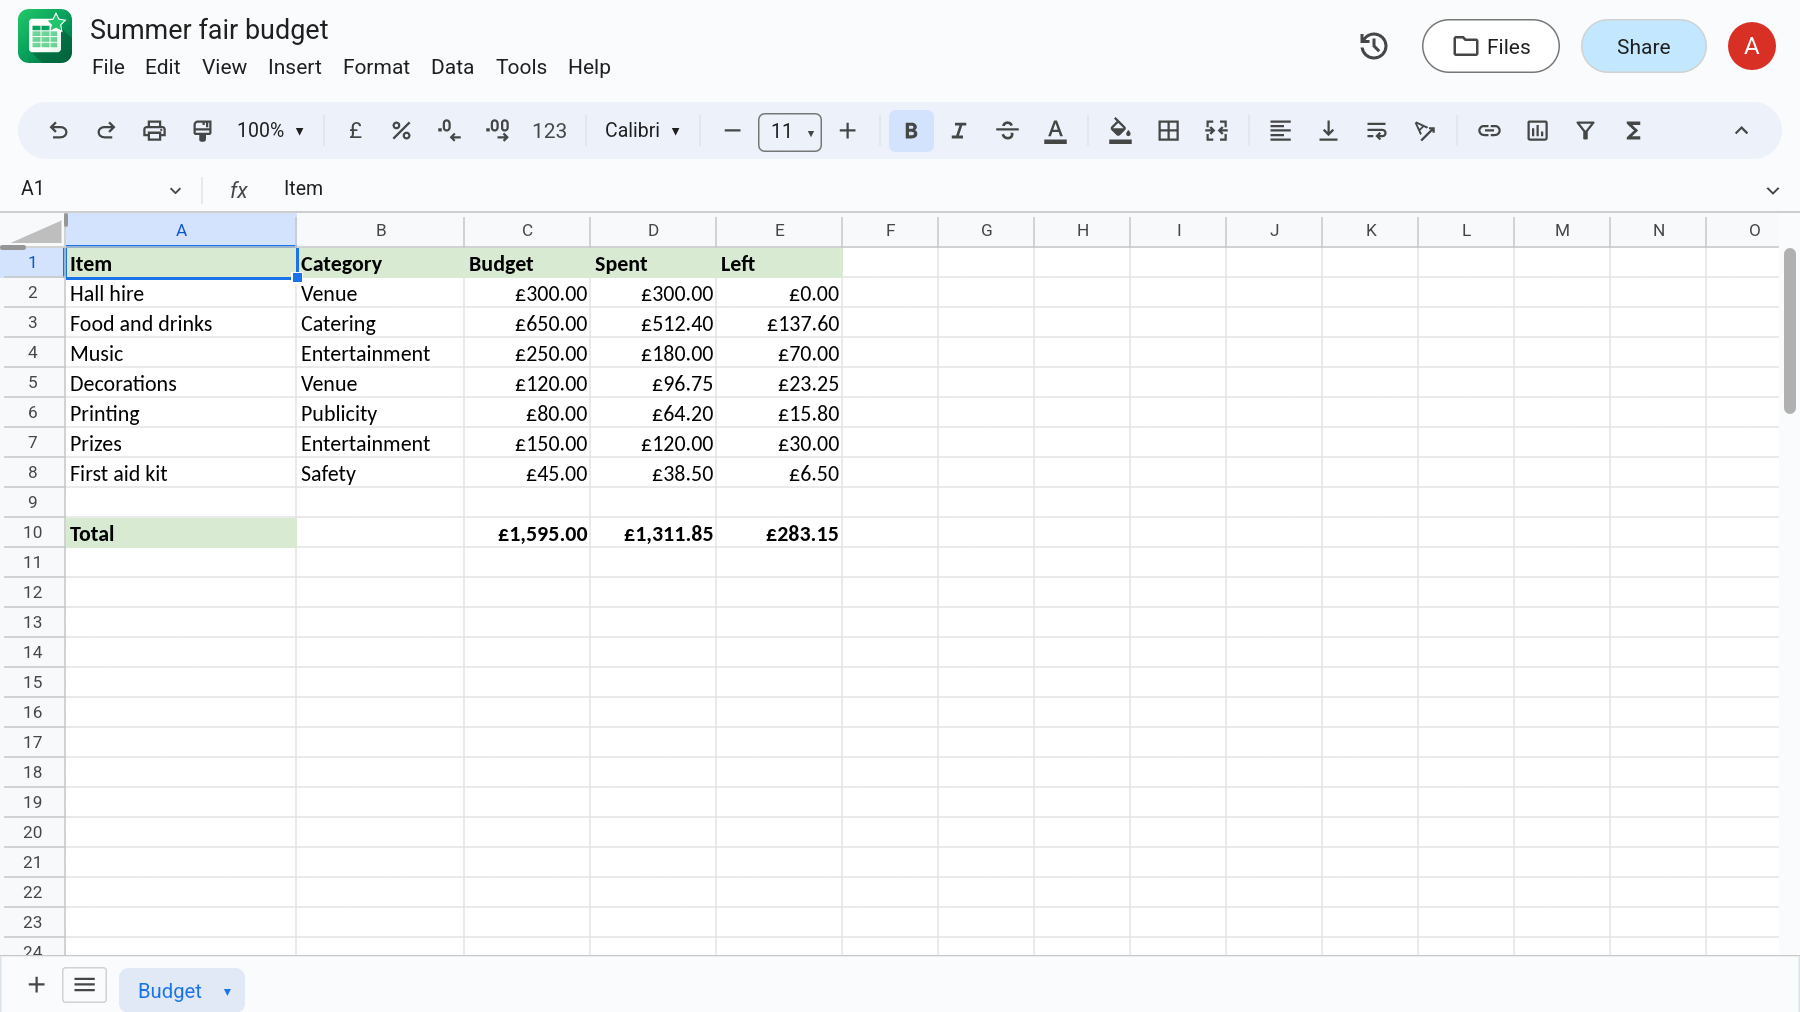 Summer fair budget
File Edit View Insert Format Data Tools Help
Files
Share
A
100%
£ % .0 .00 123
Calibri
11
B I S A
A1
fx
Item
A B C D E F G H I J K L M N O
1 Item Category Budget Spent Left
2 Hall hire Venue £300.00 £300.00 £0.00
3 Food and drinks Catering £650.00 £512.40 £137.60
4 Music Entertainment £250.00 £180.00 £70.00
5 Decorations Venue £120.00 £96.75 £23.25
6 Printing Publicity £80.00 £64.20 £15.80
7 Prizes Entertainment £150.00 £120.00 £30.00
8 First aid kit Safety £45.00 £38.50 £6.50
9
10 Total £1,595.00 £1,311.85 £283.15
11
12
13
14
15
16
17
18
19
20
21
22
23
24
Budget